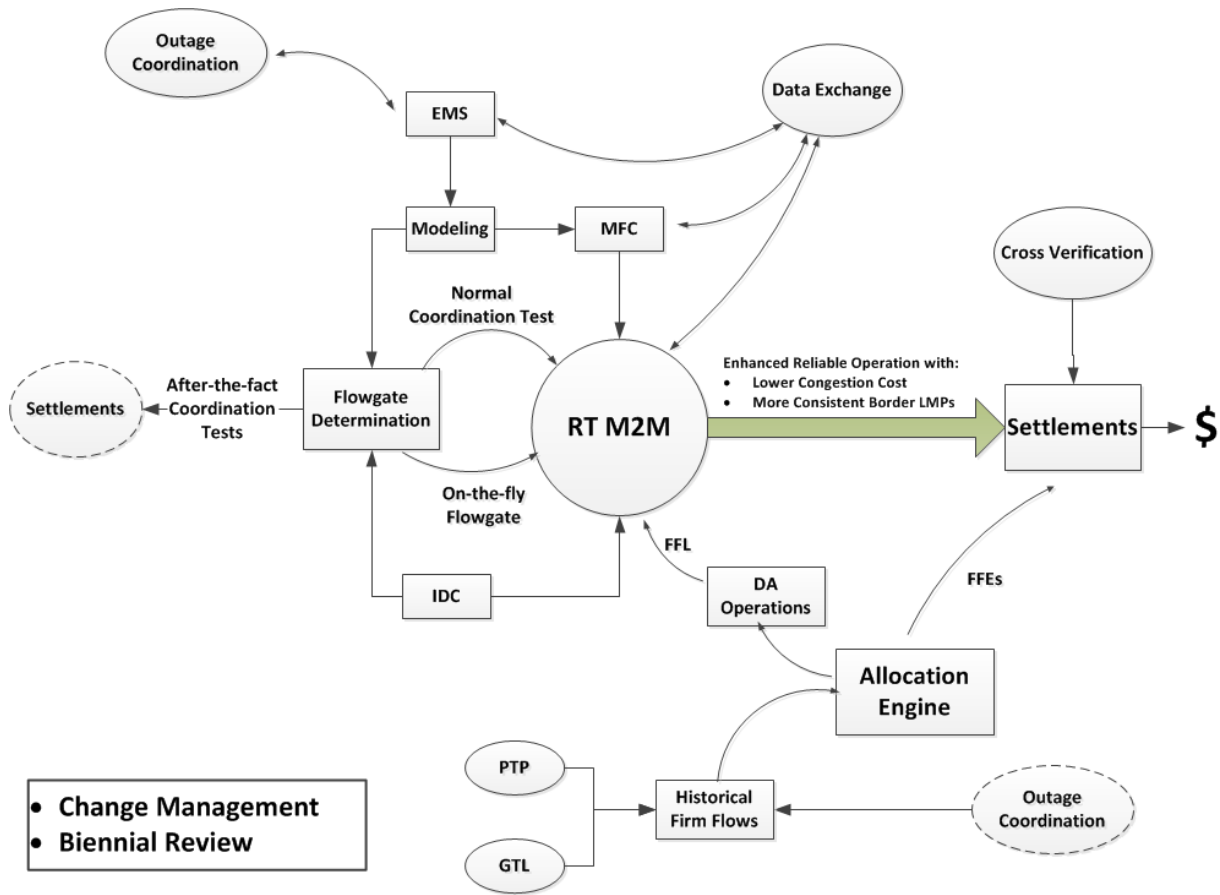 Outage
Coordination
EMS
Data Exchange
Modeling
MFC
Cross Verification
Normal
Coordination Test
Enhanced Reliable Operation with:
• Lower Congestion Cost
• More Consistent Border LMPs
Settlements
After-the-fact
Coordination
Tests
Flowgate
Determination
RT M2M
Settlements
$
On-the-fly
Flowgate
FFL
FFEs
IDC
DA
Operations
Allocation
Engine
PTP
GTL
Historical
Firm Flows
Outage
Coordination
• Change Management
• Biennial Review